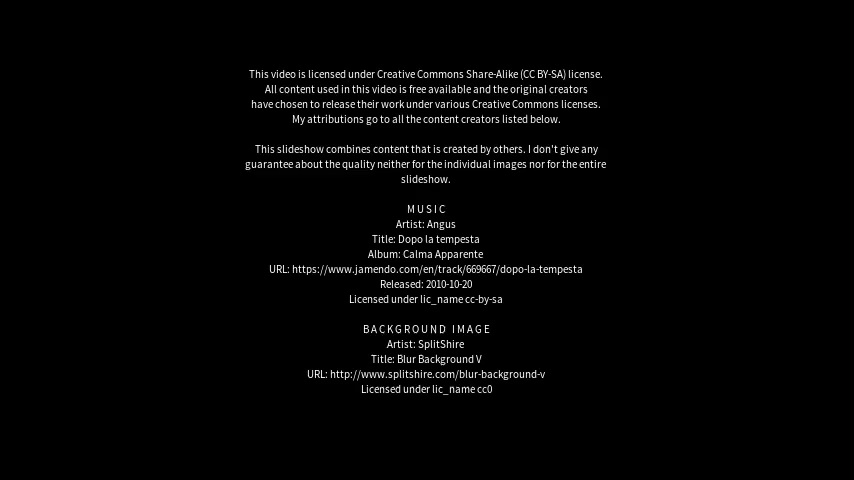 This video is licensed under Creative Commons Share-Alike (CC BY-SA) license.
All content used in this video is free available and the original creators
have chosen to release their work under various Creative Commons licenses.
My attributions go to all the content creators listed below.
This slideshow combines content that is created by others. I don't give any
guarantee about the quality neither for the individual images nor for the entire
slideshow.
MUSIC
Artist: Angus
Title: Dopo la tempesta
Album: Calma Apparente
URL: https://www.jamendo.com/en/track/669667/dopo-la-tempesta
Released: 2010-10-20
Licensed under lic_name cc-by-sa
BACKGROUND IMAGE
Artist: SplitShire
Title: Blur Background V
URL: http://www.splitshire.com/blur-background-v
Licensed under lic_name cc0